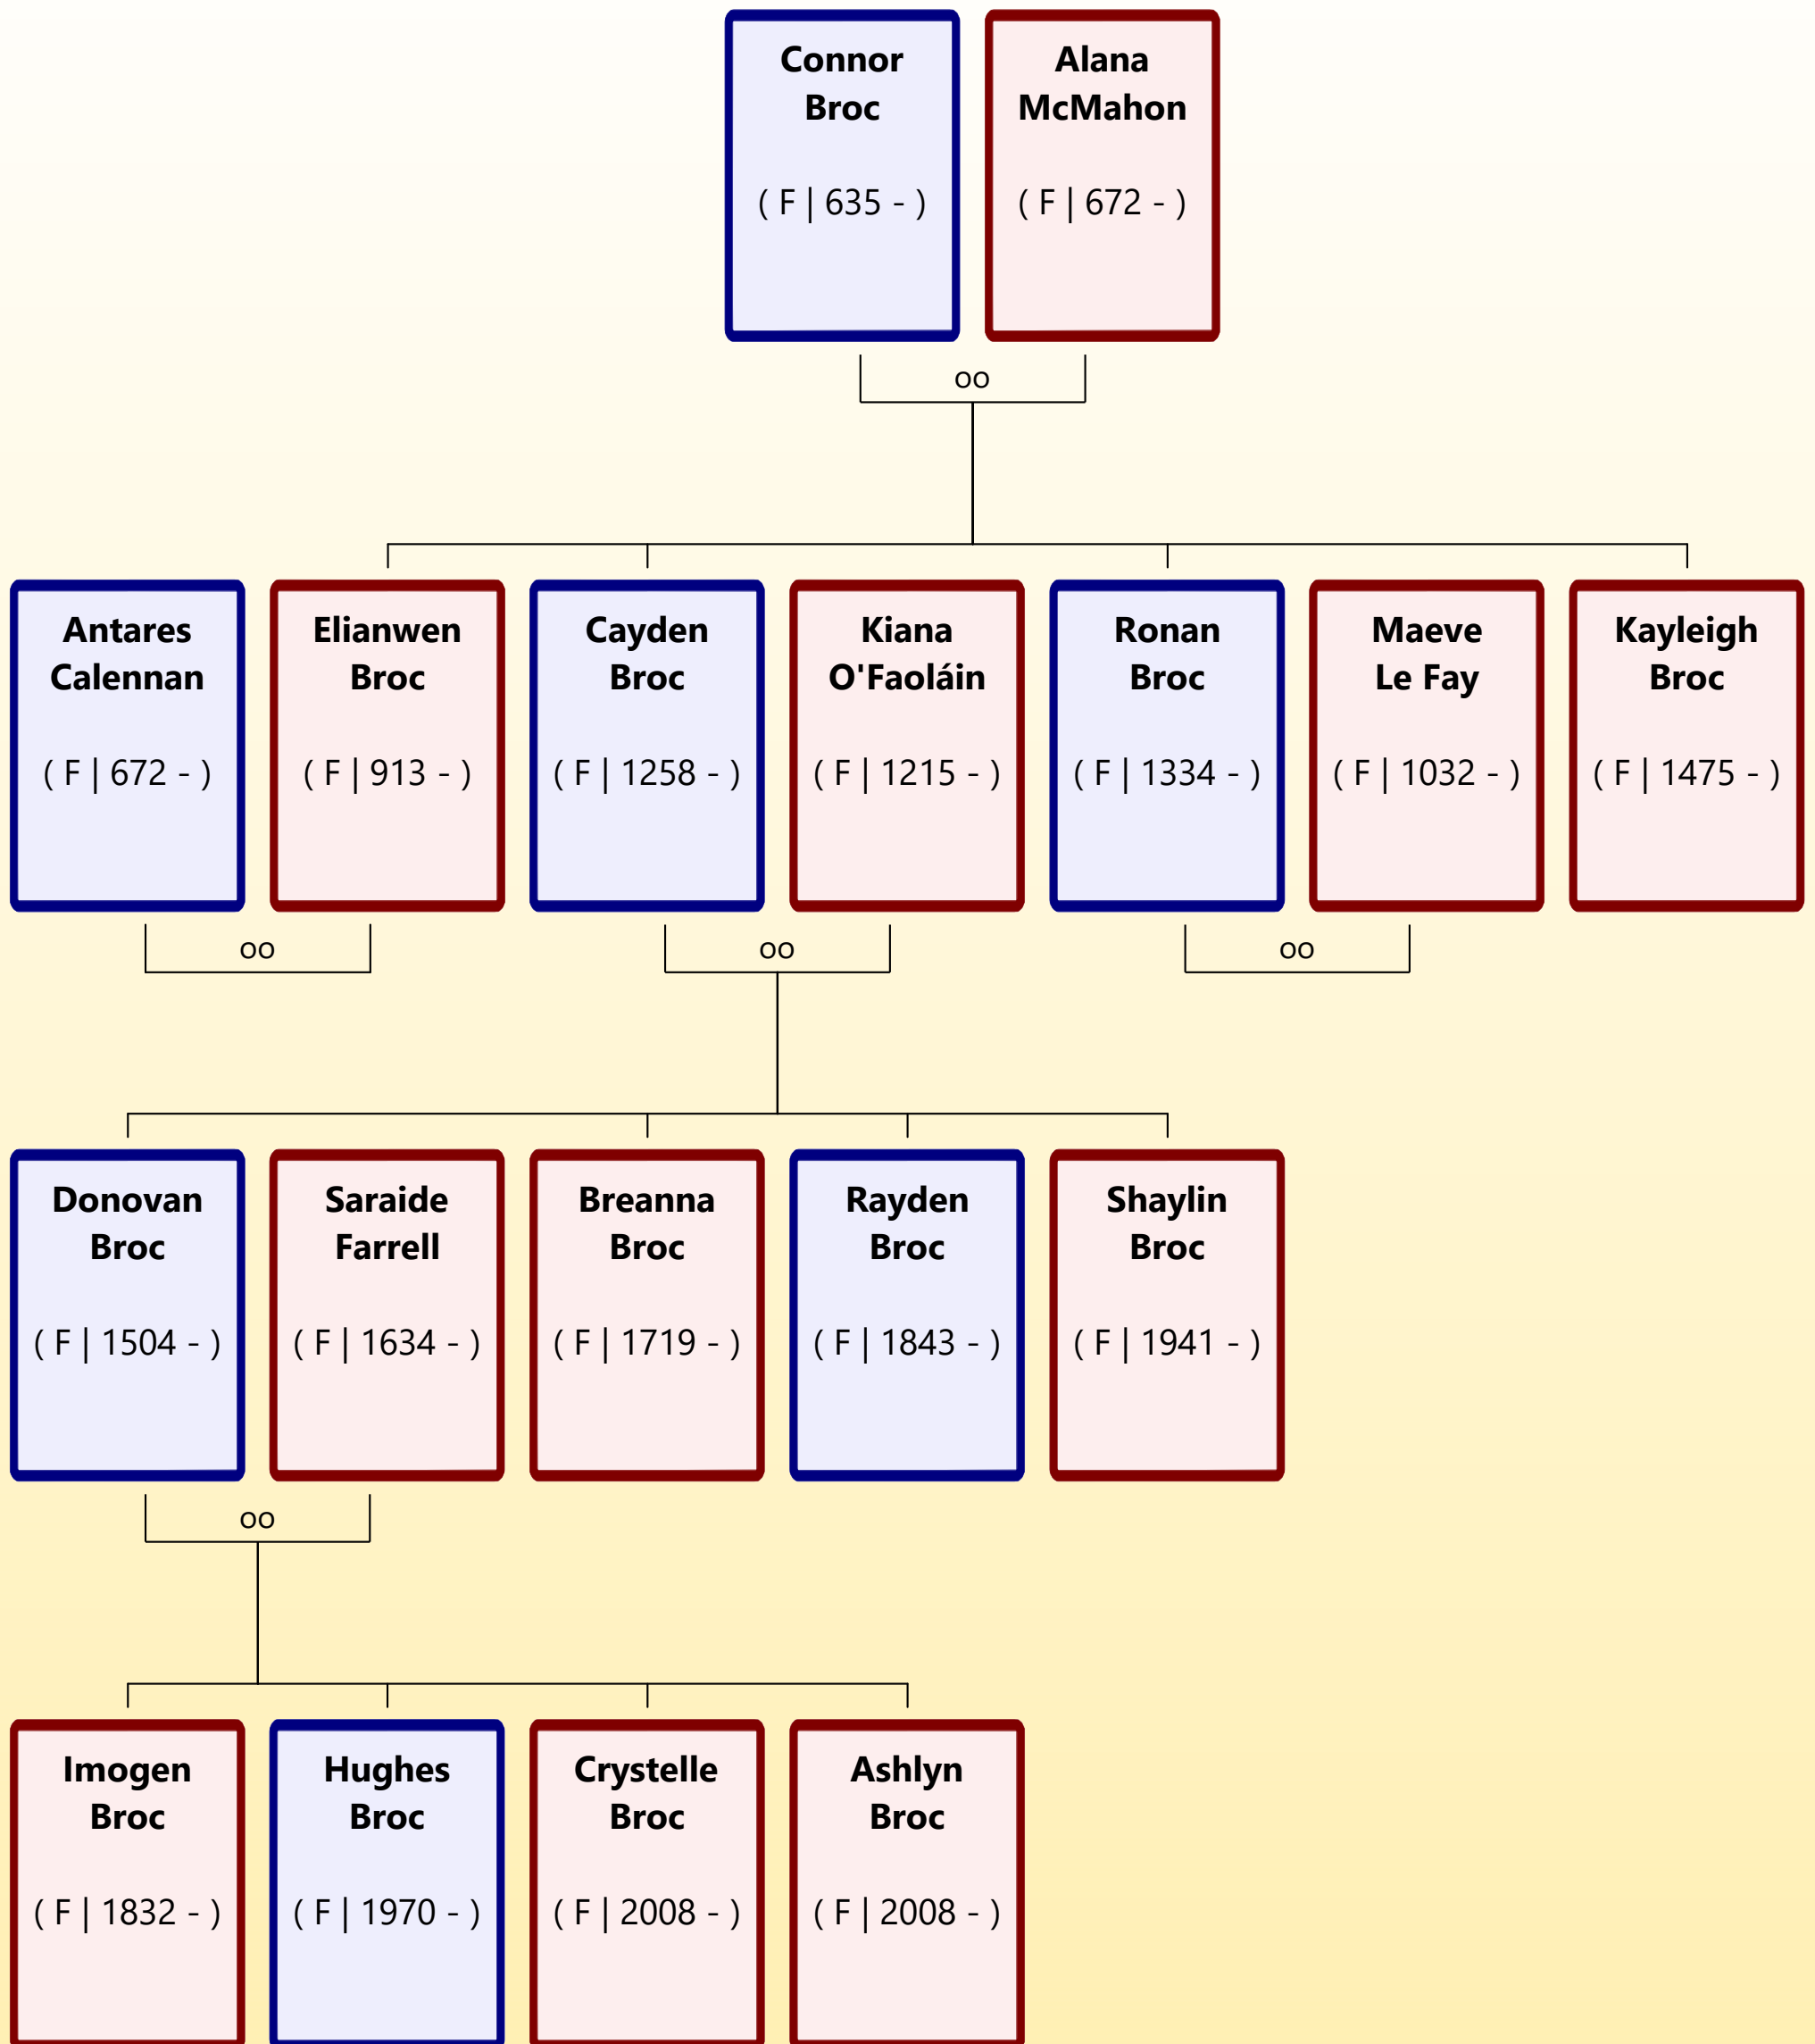 Connor
Broc
( F | 635 - )
Alana
McMahon
( F | 672 - )
oo
Antares
Calennan
( F | 672 - )
Elianwen
Broc
( F | 913 - )
Cayden
Broc
( F | 1258 - )
Kiana
O'Faoláin
( F | 1215 - )
Ronan
Broc
( F | 1334 - )
Maeve
Le Fay
( F | 1032 - )
Kayleigh
Broc
( F | 1475 - )
oo
oo
oo
Donovan
Broc
( F | 1504 - )
Saraide
Farrell
( F | 1634 - )
Breanna
Broc
( F | 1719 - )
Rayden
Broc
( F | 1843 - )
Shaylin
Broc
( F | 1941 - )
oo
Imogen
Broc
( F | 1832 - )
Hughes
Broc
( F | 1970 - )
Crystelle
Broc
( F | 2008 - )
Ashlyn
Broc
( F | 2008 - )